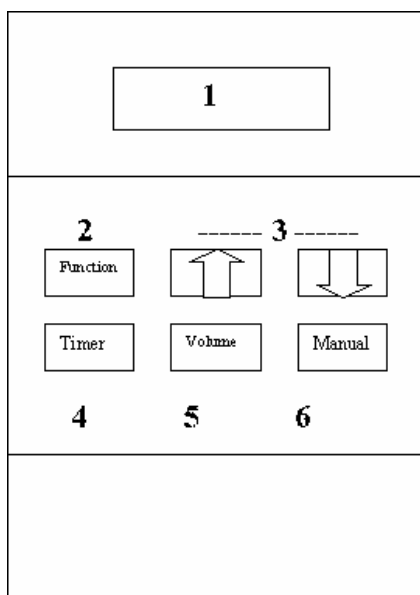 1
2 ------ 3 ------
Function
Timer Volume Manual
4 5 6